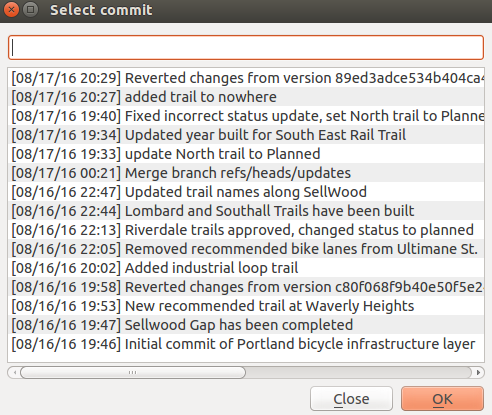 Select commit
[08/17/16 20:29] Reverted changes from version 89ed3adce534b404ca4
[08/17/16 20:27] added trail to nowhere
[08/17/16 19:40] Fixed incorrect status update, set North trail to Planne
[08/17/16 19:34] Updated year built for South East Rail Trail
[08/17/16 19:33] update North trail to Planned
[08/17/16 00:21] Merge branch refs/heads/updates
[08/16/16 22:47] Updated trail names along SellWood
[08/16/16 22:44] Lombard and Southall Trails have been built
[08/16/16 22:13] Riverdale trails approved, changed status to planned
[08/16/16 22:05] Removed recommended bike lanes from Ultimane St.
[08/16/16 20:02] Added industrial loop trail
[08/16/16 19:58] Reverted changes from version c80f068f9b40e50f5e2
[08/16/16 19:53] New recommended trail at Waverly Heights
[08/16/16 19:47] Sellwood Gap has been completed
[08/16/16 19:46] Initial commit of Portland bicycle infrastructure layer
Close OK